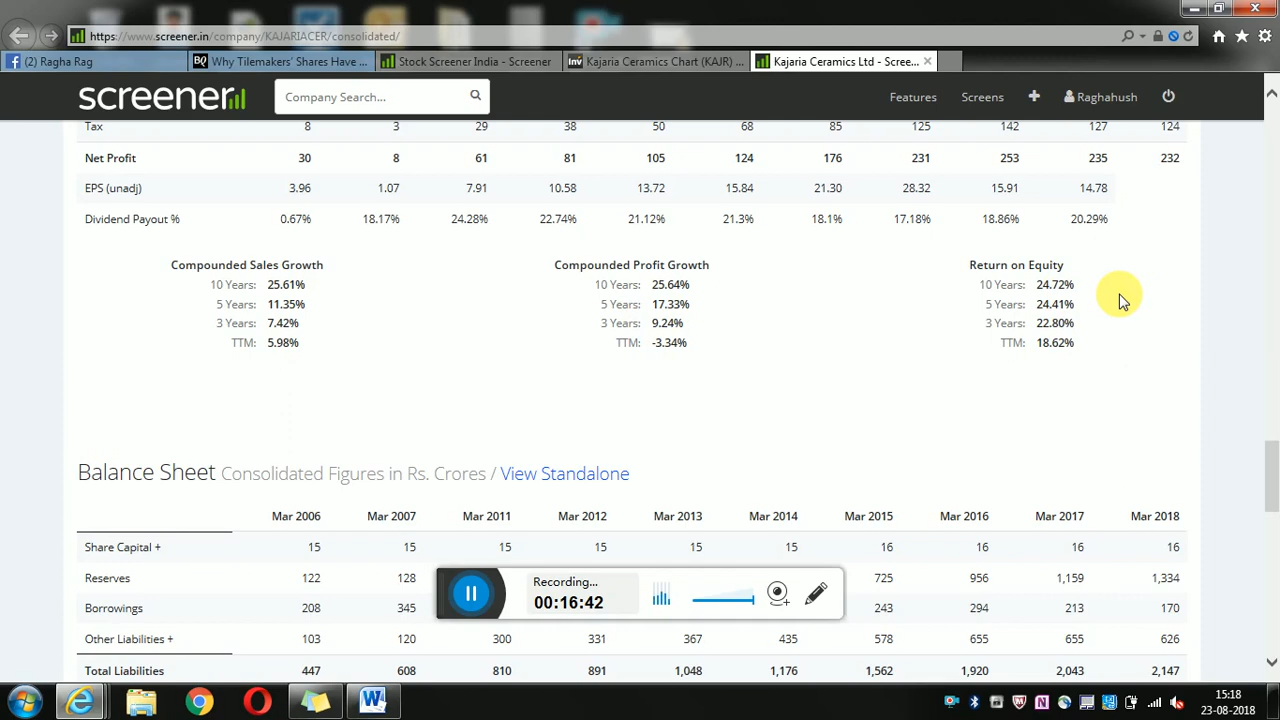 https://www.screener.in/company/KAJARIACER/consolidated/
(2) Ragha Rag
BQ Why Tilemakers' Shares Have ...
Stock Screener India - Screener
Inv Kajaria Ceramics Chart (KAJR) ...
Kajaria Ceramics Ltd - Scree...
screener
Company Search...
Features Screens Raghahush
Tax 8 3 29 38 50 68 85 125 142 127 124
Net Profit 30 8 61 81 105 124 176 231 253 235 232
EPS (unadj) 3.96 1.07 7.91 10.58 13.72 15.84 21.30 28.32 15.91 14.78
Dividend Payout % 0.67% 18.17% 24.28% 22.74% 21.12% 21.3% 18.1% 17.18% 18.86% 20.29%
Compounded Sales Growth
10 Years: 25.61%
5 Years: 11.35%
3 Years: 7.42%
TTM: 5.98%
Compounded Profit Growth
10 Years: 25.64%
5 Years: 17.33%
3 Years: 9.24%
TTM: -3.34%
Return on Equity
10 Years: 24.72%
5 Years: 24.41%
3 Years: 22.80%
TTM: 18.62%
Balance Sheet Consolidated Figures in Rs. Crores / View Standalone
Mar 2006 Mar 2007 Mar 2011 Mar 2012 Mar 2013 Mar 2014 Mar 2015 Mar 2016 Mar 2017 Mar 2018
Share Capital + 15 15 15 15 15 15 16 16 16 16
Reserves 122 128 725 956 1,159 1,334
Borrowings 208 345 243 294 213 170
Other Liabilities + 103 120 300 331 367 435 578 655 655 626
Total Liabilities 447 608 810 891 1,048 1,176 1,562 1,920 2,043 2,147
Recording...
00:16:42
15:18
23-08-2018